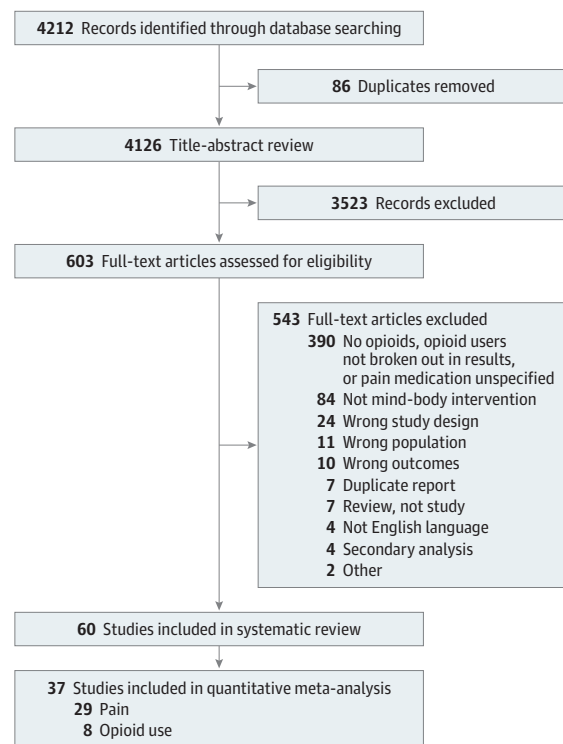 4212 Records identified through database searching
86 Duplicates removed
4126 Title-abstract review
3523 Records excluded
603 Full-text articles assessed for eligibility
543 Full-text articles excluded
390 No opioids, opioid users
not broken out in results,
or pain medication unspecified
84 Not mind-body intervention
24 Wrong study design
11 Wrong population
10 Wrong outcomes
7 Duplicate report
7 Review, not study
4 Not English language
4 Secondary analysis
2 Other
60 Studies included in systematic review
37 Studies included in quantitative meta-analysis
29 Pain
8 Opioid use